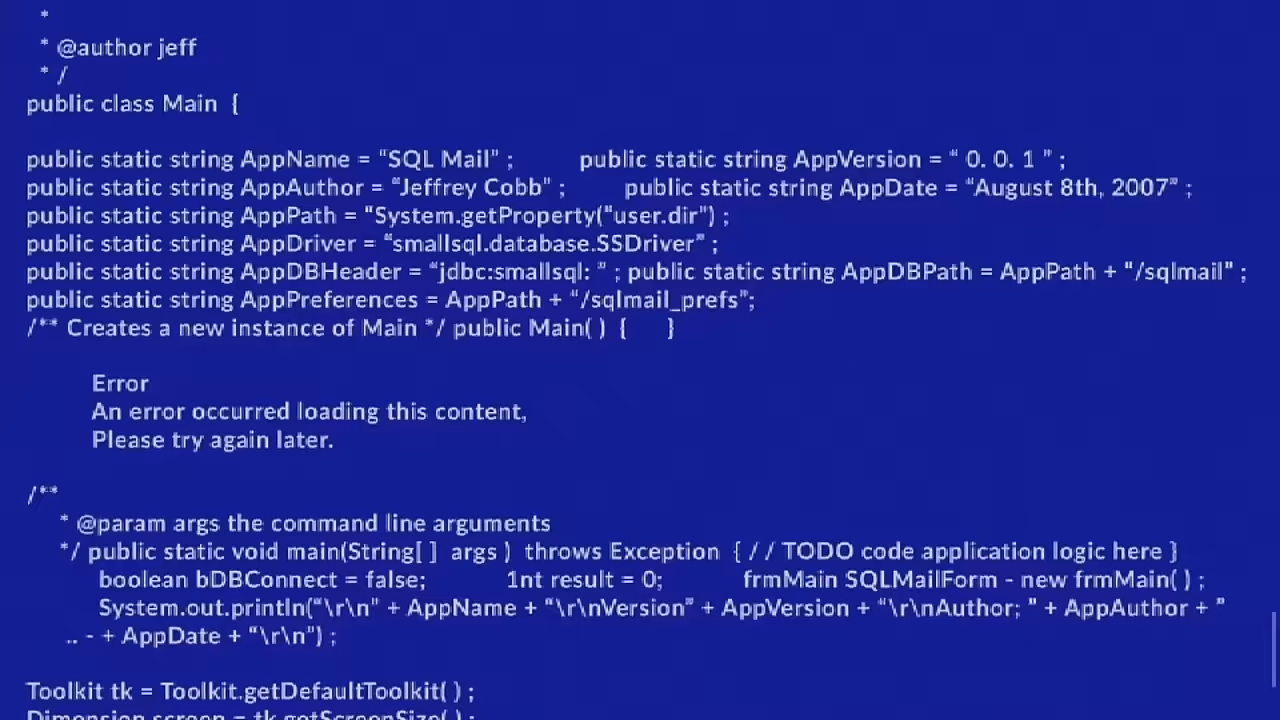 *
* @author jeff
* /
public class Main {
public static string AppName = “SQL Mail” ; public static string AppVersion = “ 0. 0. 1 ” ;
public static string AppAuthor = “Jeffrey Cobb” ; public static string AppDate = “August 8th, 2007” ;
public static string AppPath = “System.getProperty(“user.dir”) ;
public static string AppDriver = “smallsql.database.SSDriver” ;
public static string AppDBHeader = “jdbc:smallsql: ” ; public static string AppDBPath = AppPath + “/sqlmail” ;
public static string AppPreferences = AppPath + “/sqlmail_prefs”;
/** Creates a new instance of Main */ public Main( ) { }
Error
An error occurred loading this content,
Please try again later.
/**
* @param args the command line arguments
*/ public static void main(String[ ] args ) throws Exception { / / TODO code application logic here }
boolean bDBConnect = false; 1nt result = 0; frmMain SQLMailForm - new frmMain( ) ;
System.out.println(“\r\n” + AppName + “\r\nVersion” + AppVersion + “\r\nAuthor; ” + AppAuthor + ”
.. - + AppDate + “\r\n”) ;
Toolkit tk = Toolkit.getDefaultToolkit( ) ;
Dimension screen = tk.getScreenSize( ) ;